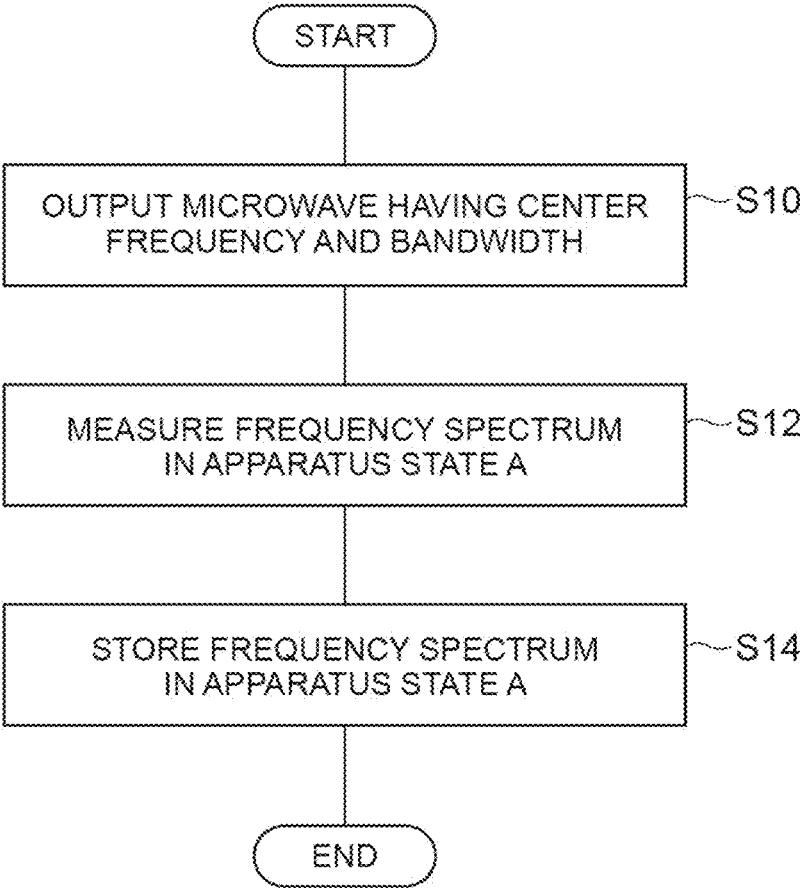 START
OUTPUT MICROWAVE HAVING CENTER
FREQUENCY AND BANDWIDTH
S10
MEASURE FREQUENCY SPECTRUM
IN APPARATUS STATE A
S12
STORE FREQUENCY SPECTRUM
IN APPARATUS STATE A
S14
END